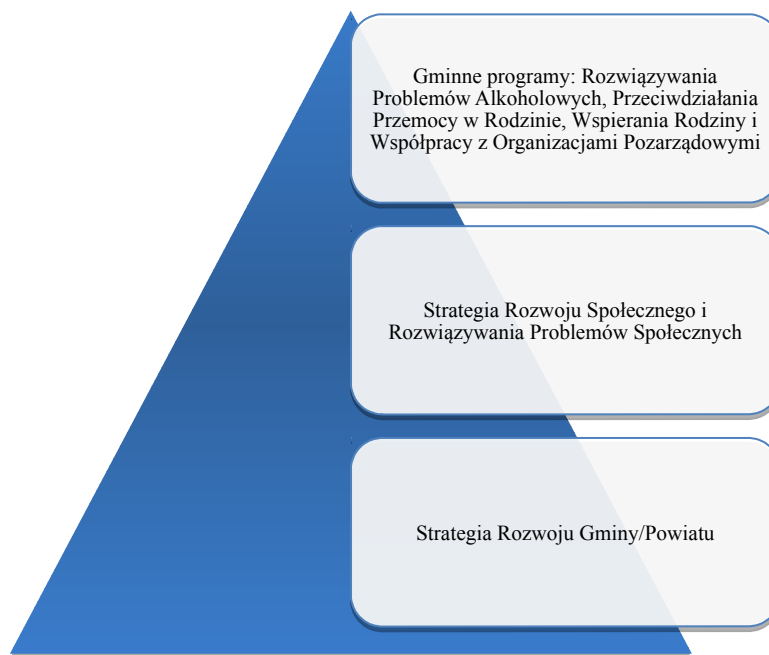 Gminne programy: Rozwiązywania
Problemów Alkoholowych, Przeciwdziałania
Przemocy w Rodzinie, Wspierania Rodziny i
Współpracy z Organizacjami Pozarządowymi
Strategia Rozwoju Społecznego i
Rozwiązywania Problemów Społecznych
Strategia Rozwoju Gminy/Powiatu